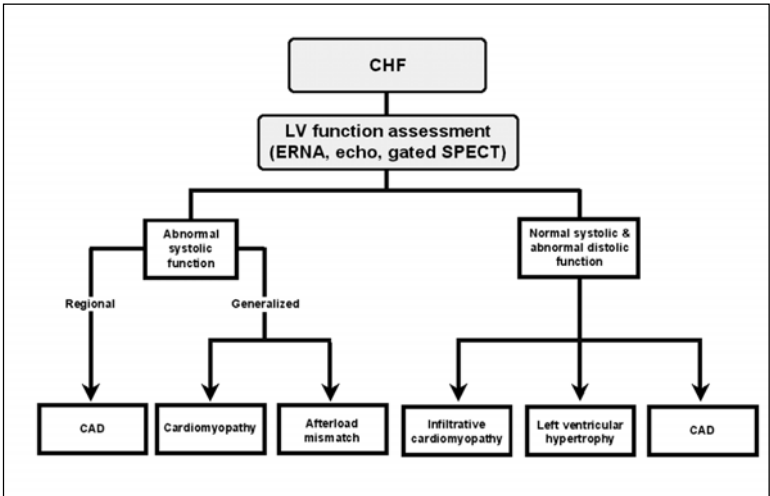 CHF
LV function assessment
(ERNA, echo, gated SPECT)
Abnormal
systolic
function
Normal systolic &
abnormal distolic
function
Regional
Generalized
CAD
Cardiomyopathy
Afterload
mismatch
Infiltrative
cardiomyopathy
Left ventricular
hypertrophy
CAD